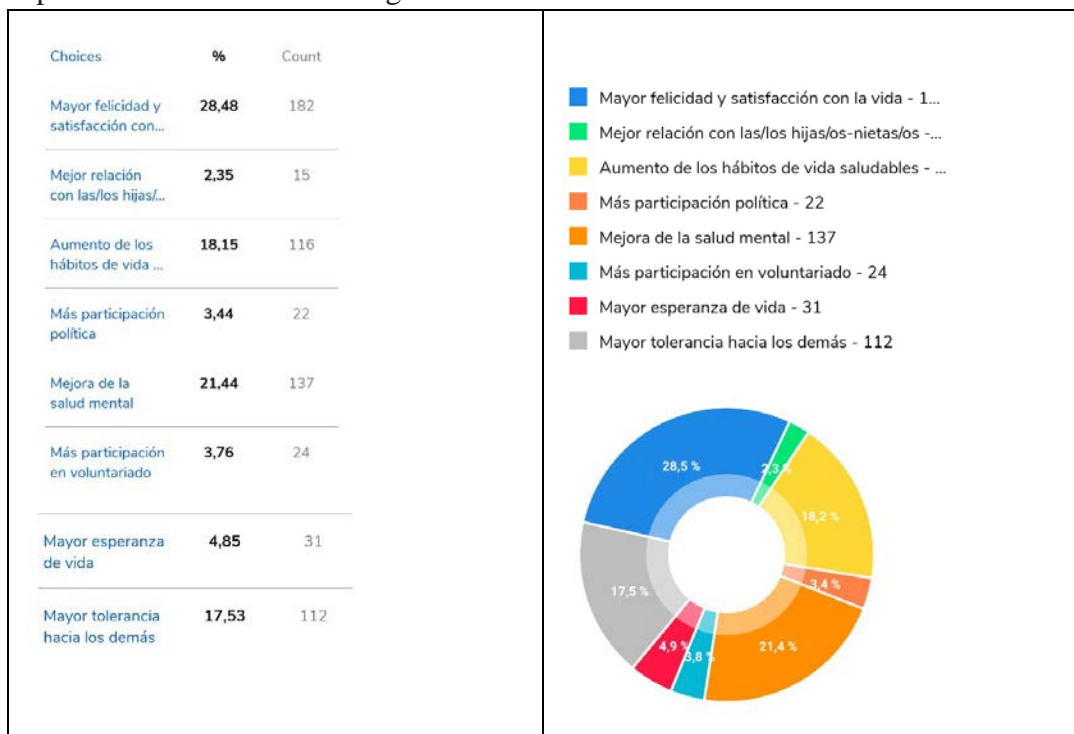 Choices % Count
Mayor felicidad y 28,48 182
satisfacción con...
Mejor relación 2,35 15
con las/los hijas/...
Aumento de los 18,15 116
hábitos de vida ...
Más participación 3,44 22
política
Mejora de la 21,44 137
salud mental
Más participación 3,76 24
en voluntariado
Mayor esperanza 4,85 31
de vida
Mayor tolerancia 17,53 112
hacia los demás
Mayor felicidad y satisfacción con la vida - 1...
Mejor relación con las/los hijas/os-nietas/os -...
Aumento de los hábitos de vida saludables - ...
Más participación política - 22
Mejora de la salud mental - 137
Más participación en voluntariado - 24
Mayor esperanza de vida - 31
Mayor tolerancia hacia los demás - 112
28,5 %
2,3 %
18,2 %
3,4 %
21,4 %
3,8 %
4,9 %
17,5 %